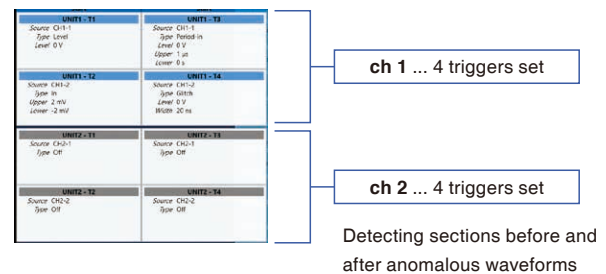 UNIT1 - T1
Source CH1-1
Type Level
Level 0 V
UNIT1 - T3
Source CH1-1
Type Period-in
Level 0 V
Upper 1 µs
Lower 0 s
UNIT1 - T2
Source CH1-2
Type In
Upper 2 mV
Lower -2 mV
UNIT1 - T4
Source CH1-2
Type Glitch
Level 0 V
Width 20 ns
UNIT2 - T1
Source CH2-1
Type Off
UNIT2 - T3
Source CH2-1
Type Off
UNIT2 - T2
Source CH2-2
Type Off
UNIT2 - T4
Source CH2-2
Type Off
ch 1 ... 4 triggers set
ch 2 ... 4 triggers set
Detecting sections before and
after anomalous waveforms